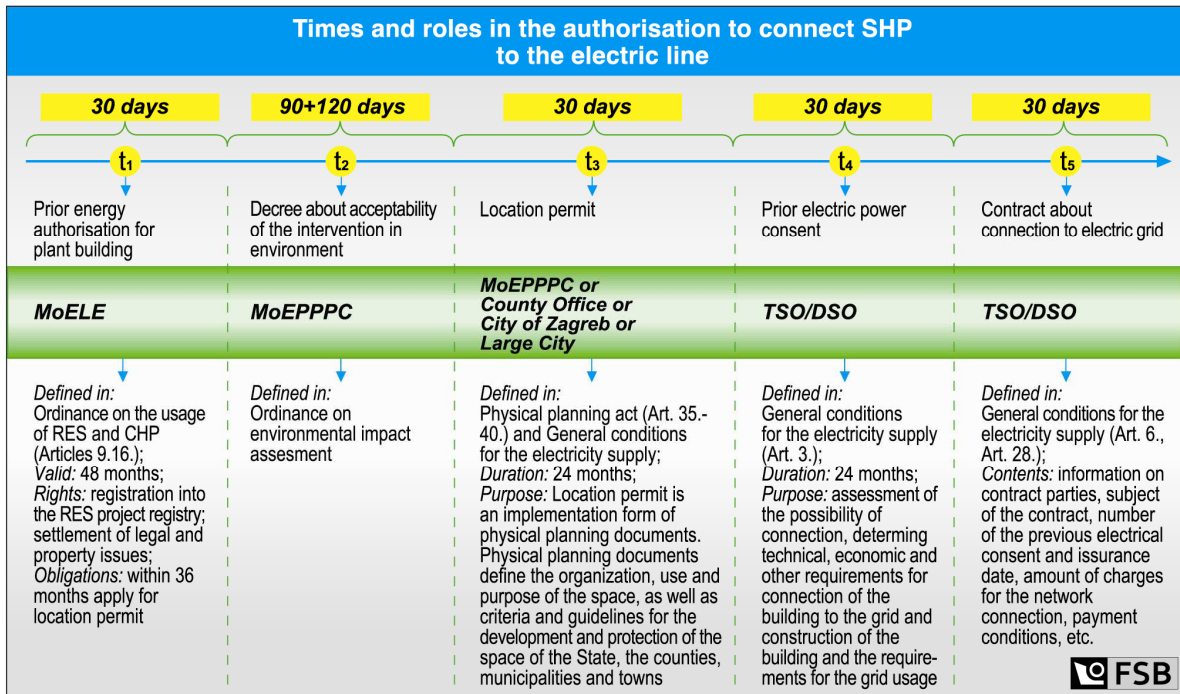 Times and roles in the authorisation to connect SHP
to the electric line
30 days
90+120 days
30 days
30 days
30 days
t1
t2
t3
t4
t5
Prior energy
authorisation for
plant building
Decree about acceptability
of the intervention in
environment
Location permit
Prior electric power
consent
Contract about
connection to electric grid
MoELE
MoEPPPC
MoEPPPC or
County Office or
City of Zagreb or
Large City
TSO/DSO
TSO/DSO
Defined in:
Ordinance on the usage
of RES and CHP
(Articles 9.16.);
Valid: 48 months;
Rights: registration into
the RES project registry;
settlement of legal and
property issues;
Obligations: within 36
months apply for
location permit
Defined in:
Ordinance on
environmental impact
assesment
Defined in:
Physical planning act (Art. 35.-
40.) and General conditions
for the electricity supply;
Duration: 24 months;
Purpose: Location permit is
an implementation form of
physical planning documents.
Physical planning documents
define the organization, use and
purpose of the space, as well as
criteria and guidelines for the
development and protection of the
space of the State, the counties,
municipalities and towns
Defined in:
General conditions
for the electricity supply
(Art. 3.);
Duration: 24 months;
Purpose: assessment of
the possibility of
connection, determing
technical, economic and
other requirements for
connection of the
building to the grid and
construction of the
building and the require-
ments for the grid usage
Defined in:
General conditions for the
electricity supply (Art. 6.,
Art. 28.);
Contents: information on
contract parties, subject
of the contract, number
of the previous electrical
consent and issurance
date, amount of charges
for the network
connection, payment
conditions, etc.
FSB